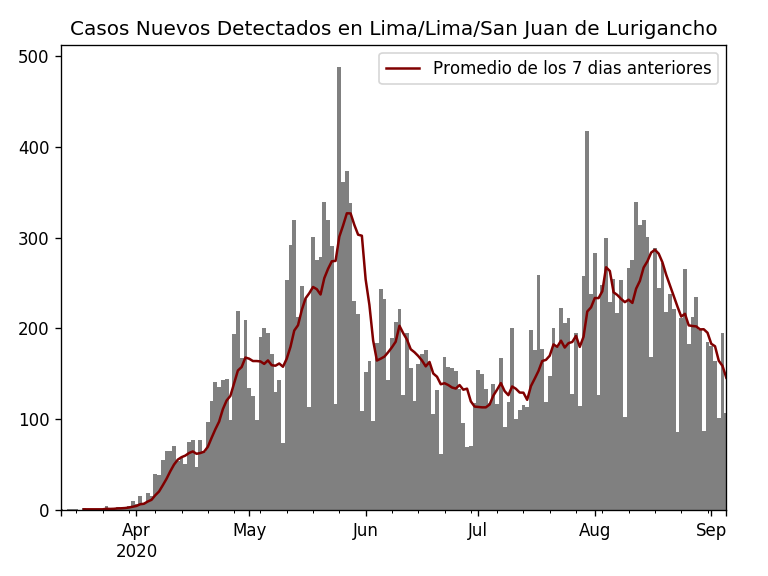 Casos Nuevos Detectados en Lima/Lima/San Juan de Lurigancho
Promedio de los 7 dias anteriores
500
400
300
200
100
0
Apr May Jun Jul Aug Sep
2020